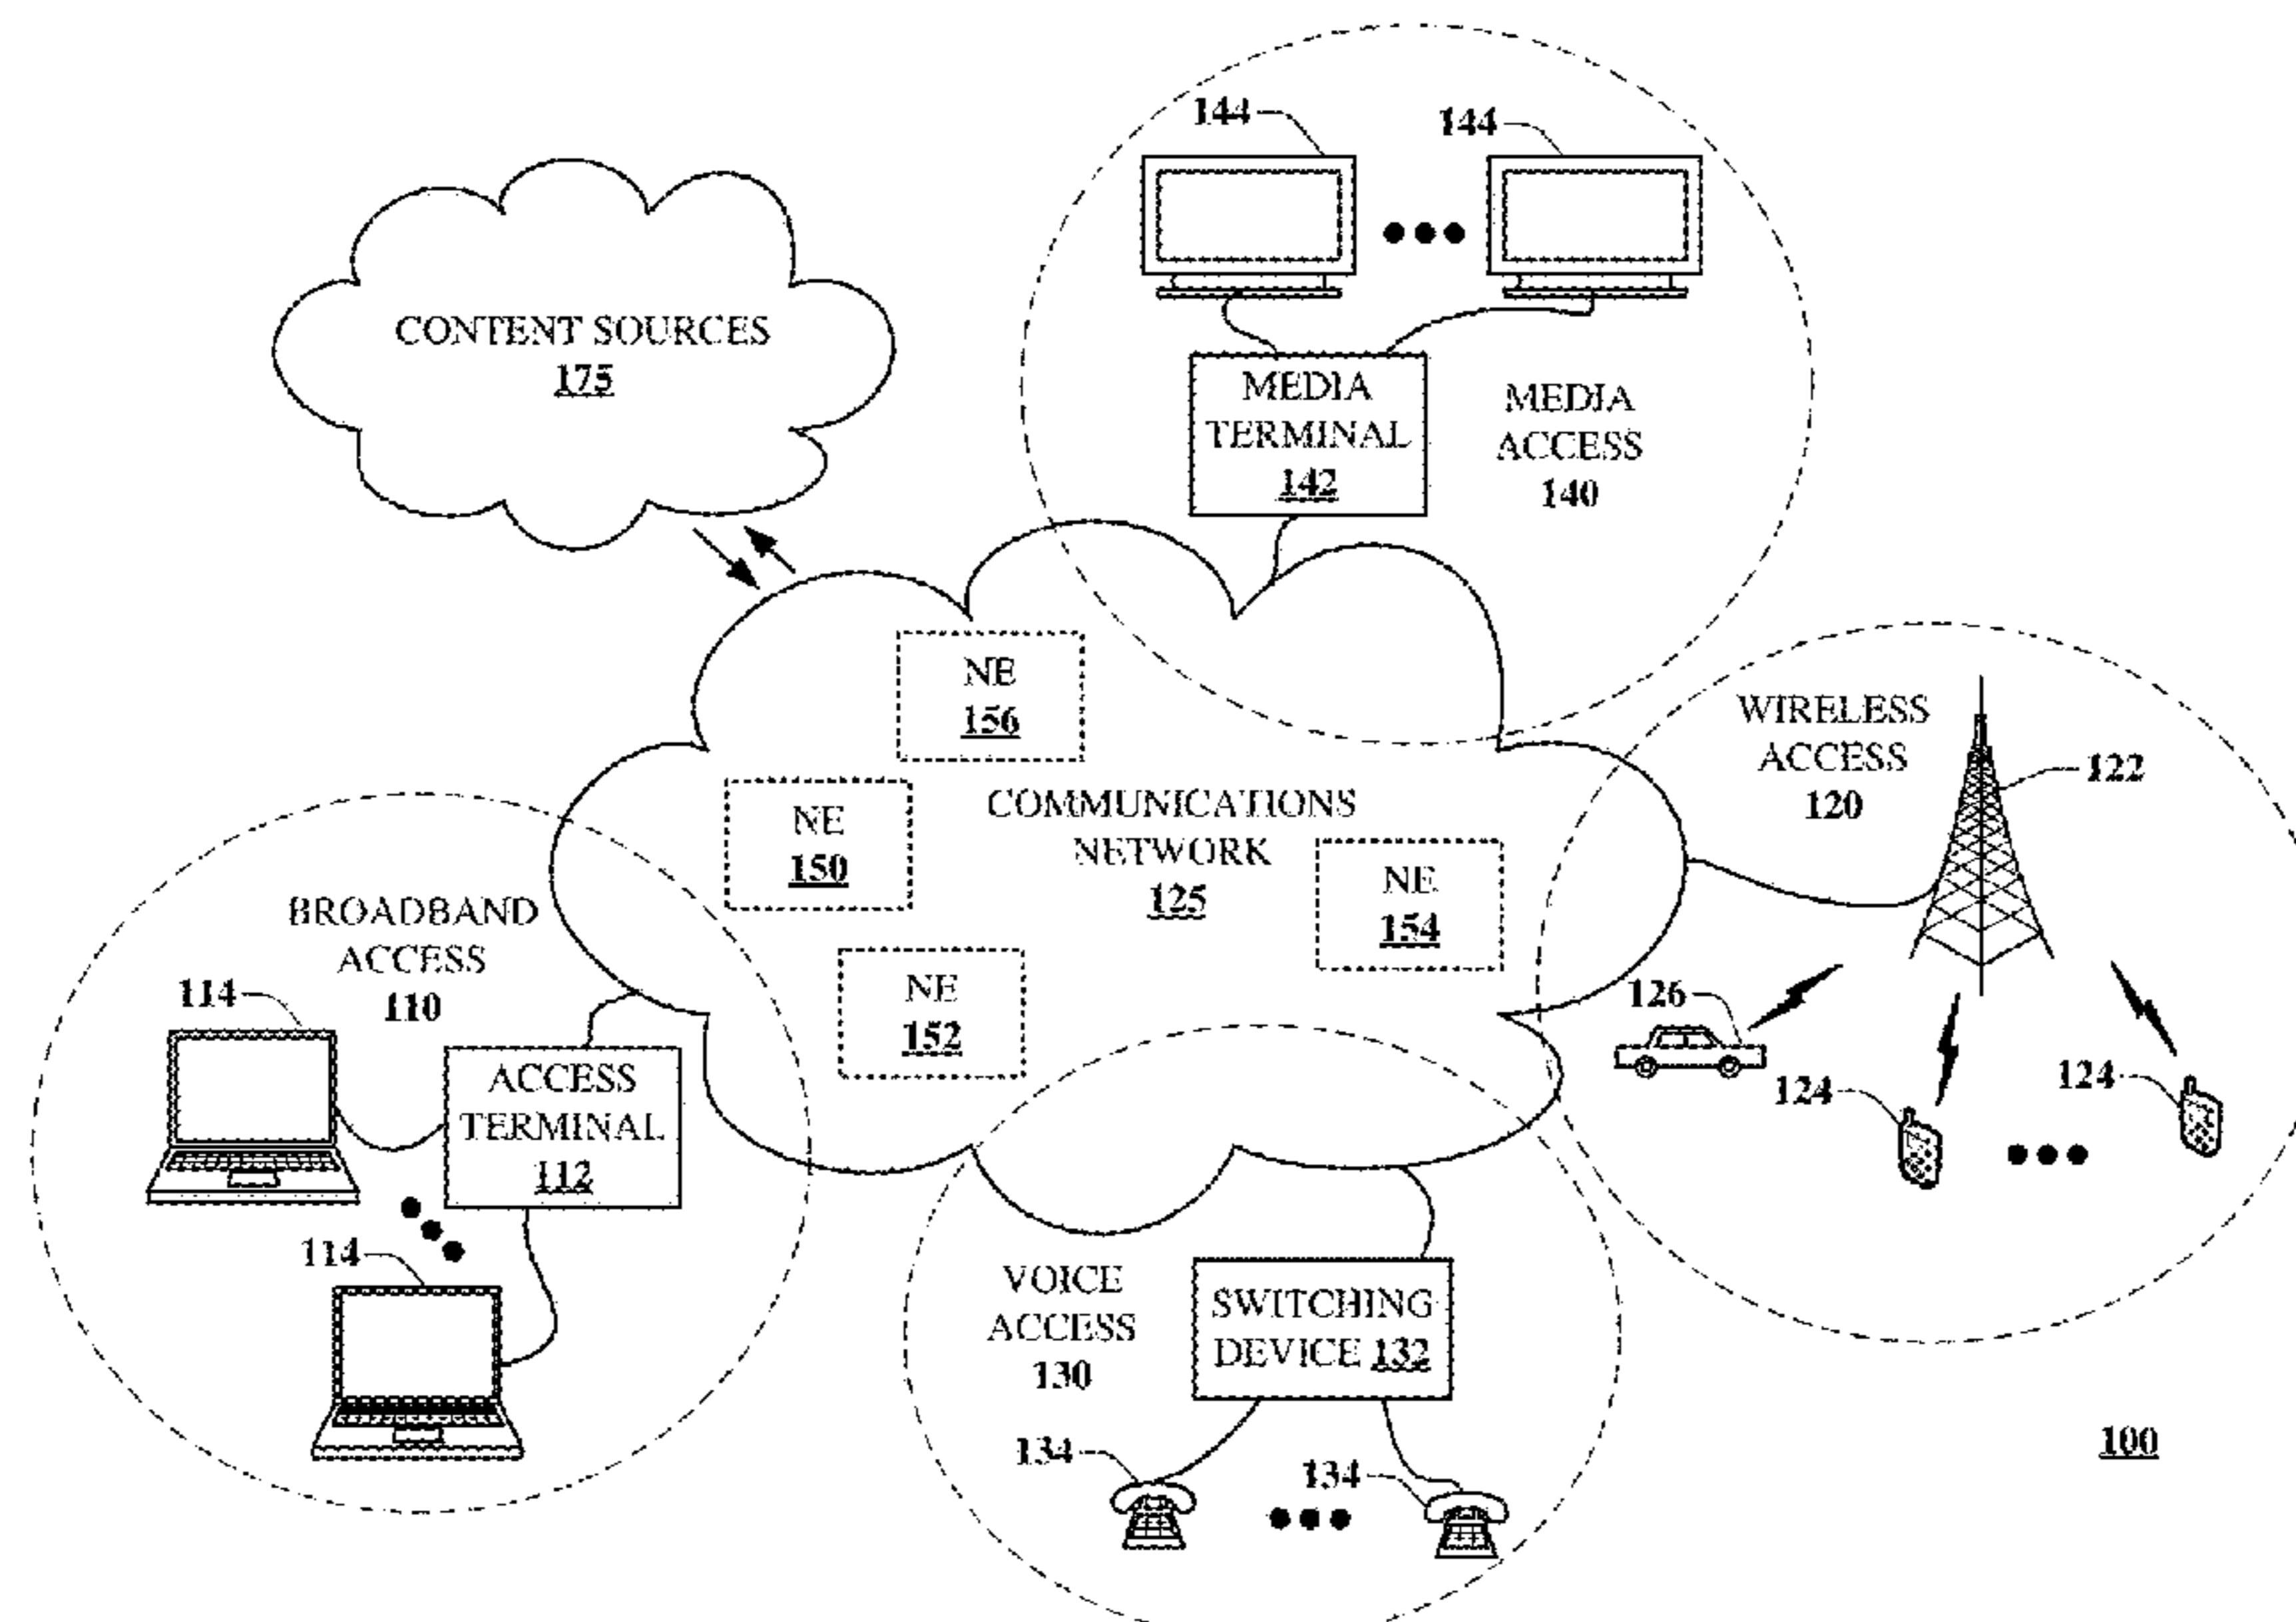 144
144
CONTENT SOURCES
175
MEDIA
TERMINAL
142
MEDIA
ACCESS
140
NE
156
WIRELESS
ACCESS
120
122
NE
150
COMMUNICATIONS
NETWORK
125
NE
154
BROADBAND
ACCESS
110
114
NE
152
126
124
124
ACCESS
TERMINAL
112
114
VOICE
ACCESS
130
SWITCHING
DEVICE 132
134
134
100